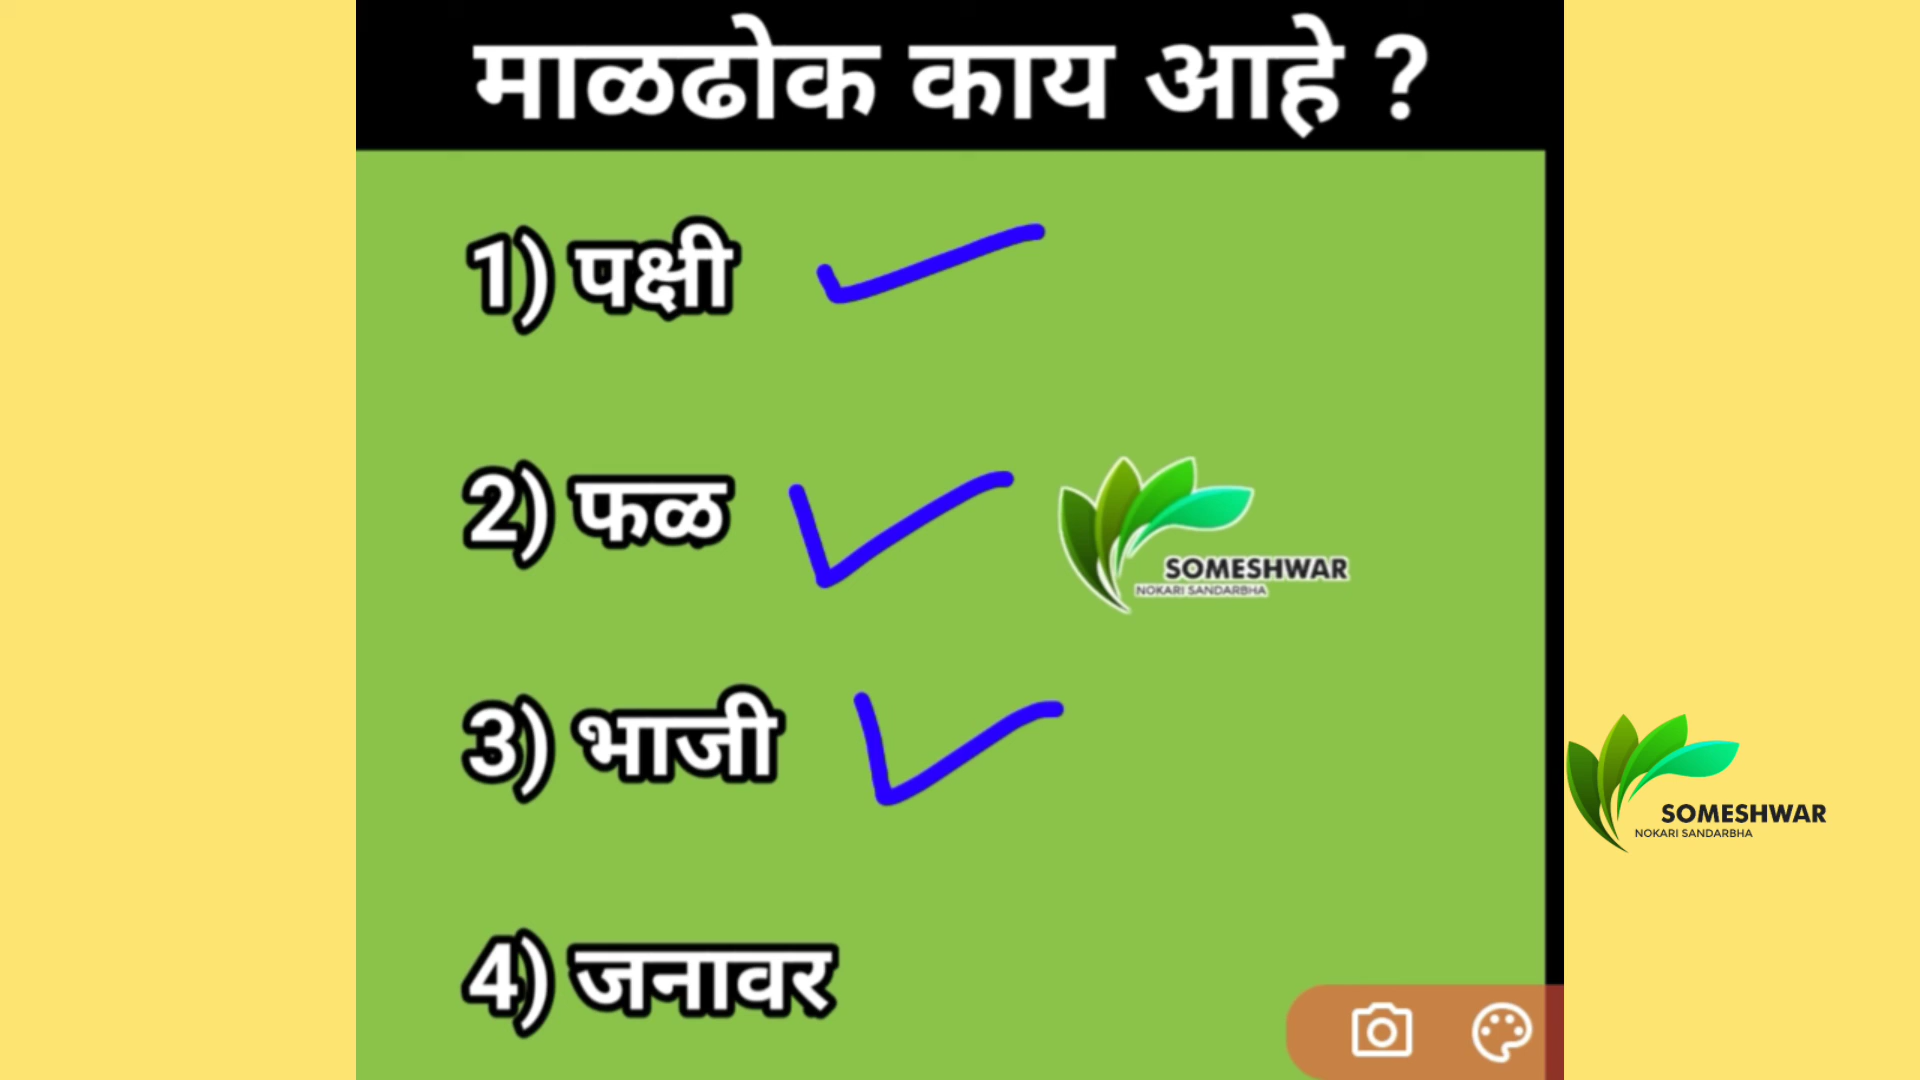 माळढोक काय आहे ?
1) पक्षी
2) फळ
SOMESHWAR
NOKARI SANDARBHA
3) भाजी
SOMESHWAR
NOKARI SANDARBHA
4) जनावर